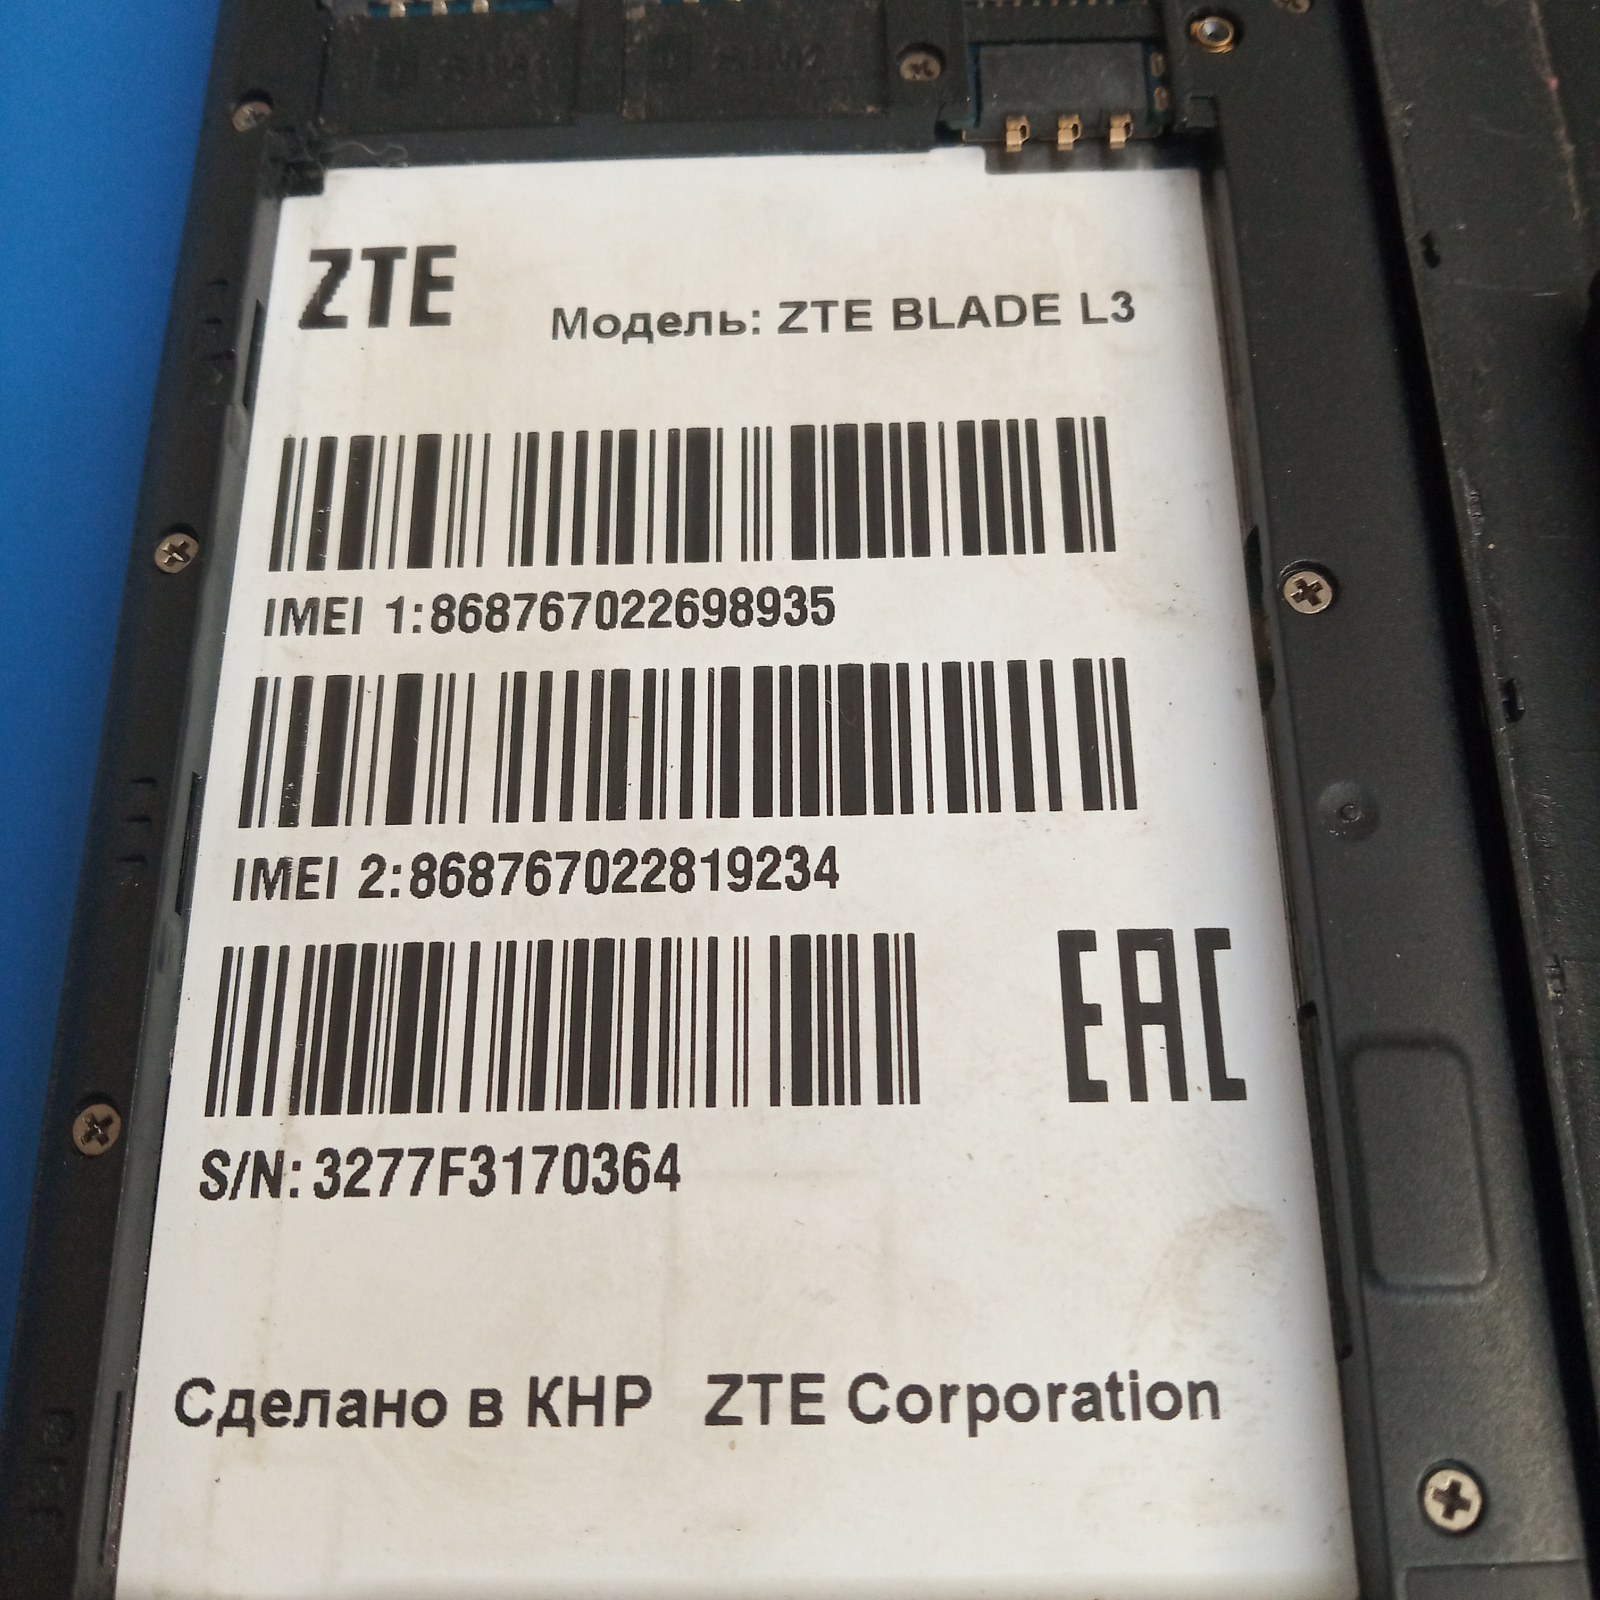 ZTE
Модель: ZTE BLADE L3
IMEI 1:868767022698935
IMEI 2:868767022819234
EAC
S/N:3277F3170364
Сделано в КНР ZTE Corporation